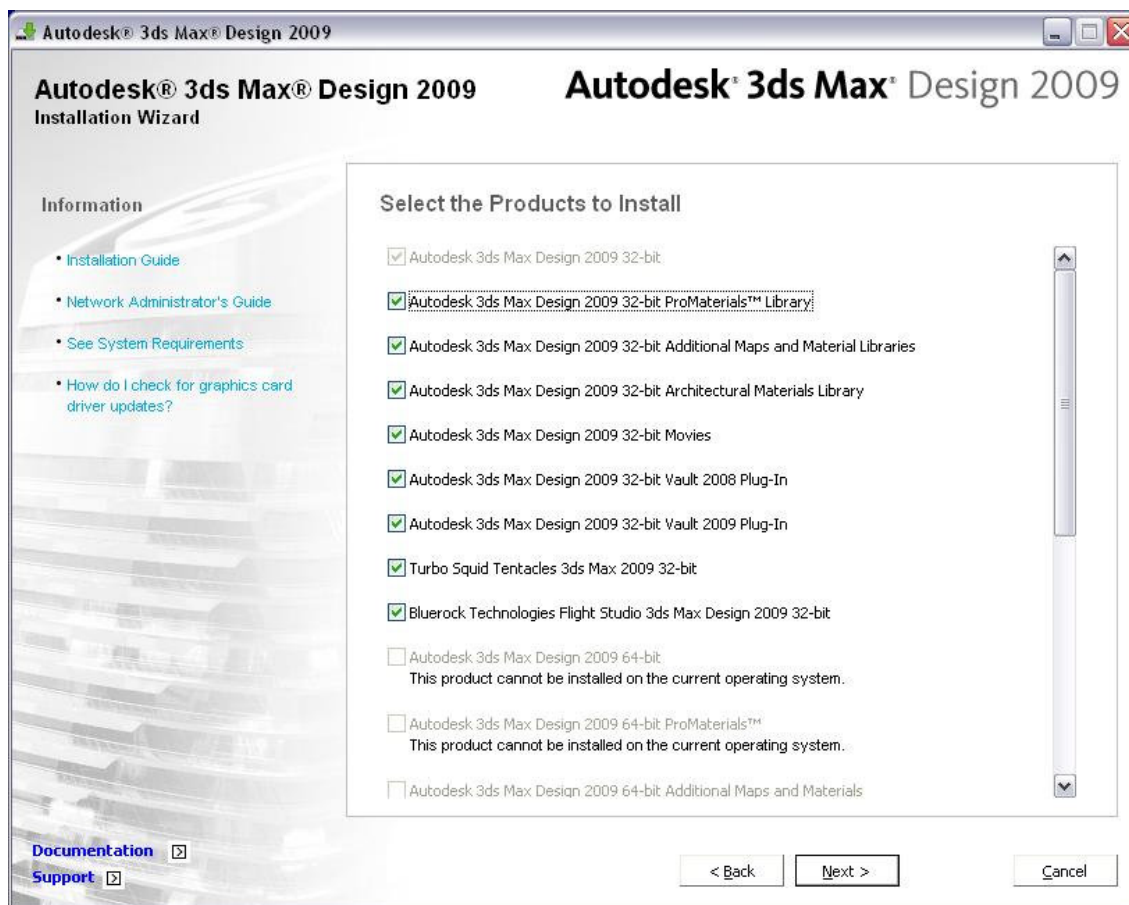 Autodesk® 3ds Max® Design 2009
Autodesk® 3ds Max® Design 2009
Installation Wizard
Autodesk® 3ds Max® Design 2009
Information
• Installation Guide
• Network Administrator's Guide
• See System Requirements
• How do I check for graphics card
driver updates?
Select the Products to Install
Autodesk 3ds Max Design 2009 32-bit
Autodesk 3ds Max Design 2009 32-bit ProMaterials™ Library
Autodesk 3ds Max Design 2009 32-bit Additional Maps and Material Libraries
Autodesk 3ds Max Design 2009 32-bit Architectural Materials Library
Autodesk 3ds Max Design 2009 32-bit Movies
Autodesk 3ds Max Design 2009 32-bit Vault 2008 Plug-In
Autodesk 3ds Max Design 2009 32-bit Vault 2009 Plug-In
Turbo Squid Tentacles 3ds Max 2009 32-bit
Bluerock Technologies Flight Studio 3ds Max Design 2009 32-bit
Autodesk 3ds Max Design 2009 64-bit
This product cannot be installed on the current operating system.
Autodesk 3ds Max Design 2009 64-bit ProMaterials™
This product cannot be installed on the current operating system.
Autodesk 3ds Max Design 2009 64-bit Additional Maps and Materials
Documentation
Support
< Back
Next >
Cancel